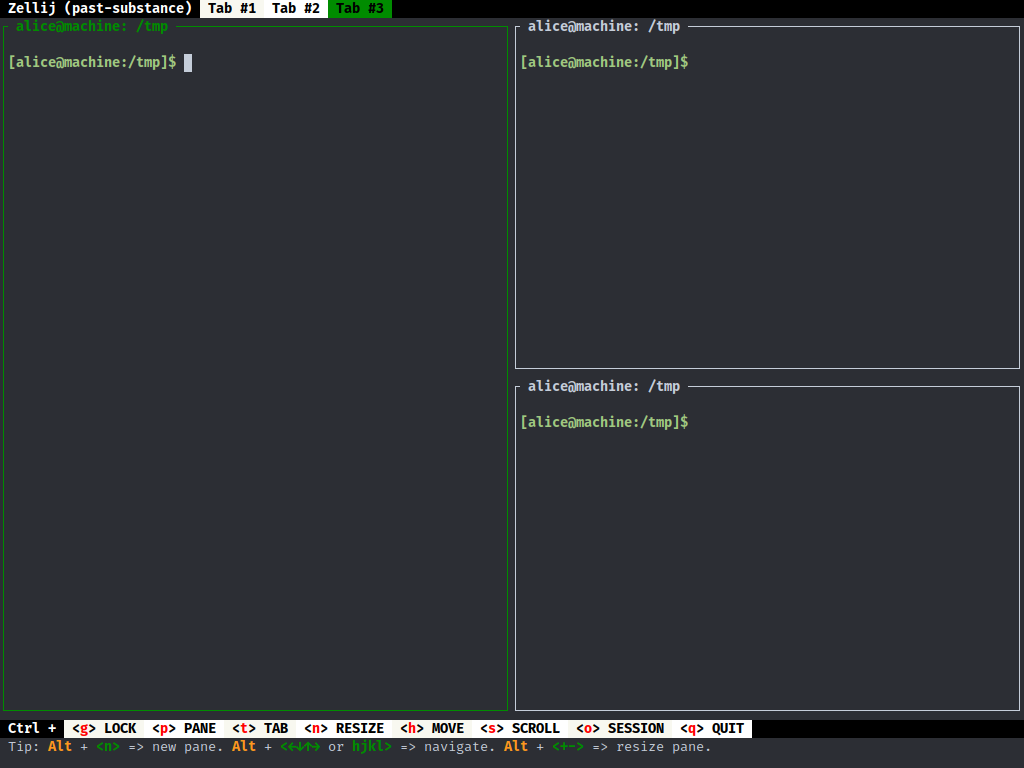 Zellij (past-substance) Tab #1 Tab #2 Tab #3
alice@machine: /tmp
[alice@machine:/tmp]$
alice@machine: /tmp
[alice@machine:/tmp]$
alice@machine: /tmp
[alice@machine:/tmp]$
Ctrl + <g> LOCK <p> PANE <t> TAB <n> RESIZE <h> MOVE <s> SCROLL <o> SESSION <q> QUIT
Tip: Alt + <n> => new pane. Alt + <←↓↑→> or hjkl> => navigate. Alt + <+-> => resize pane.